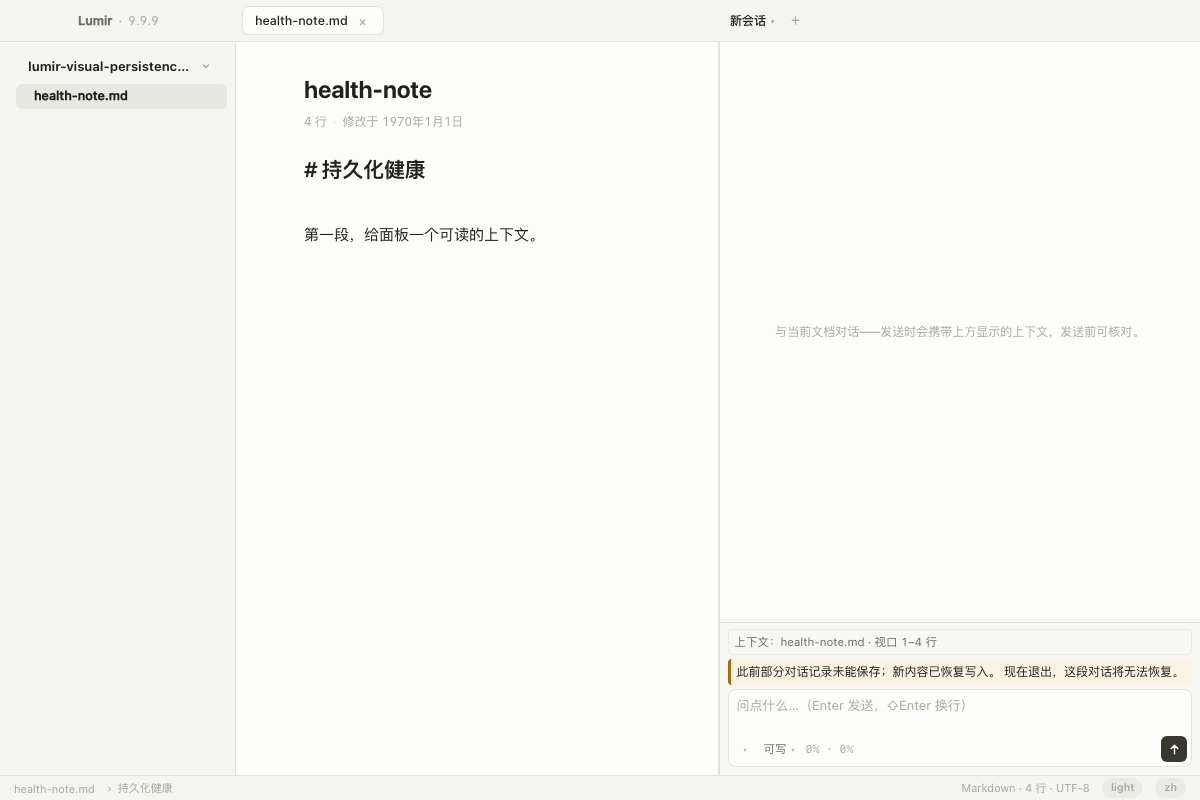 Lumir · 9.9.9
health-note.md ×
新会话
+
lumir-visual-persistenc...
health-note.md
health-note
4 行 · 修改于 1970年1月1日
# 持久化健康
第一段，给面板一个可读的上下文。
与当前文档对话——发送时会携带上方显示的上下文，发送前可核对。
上下文：health-note.md · 视口 1–4 行
此前部分对话记录未能保存；新内容已恢复写入。 现在退出，这段对话将无法恢复。
问点什么…（Enter 发送，⇧Enter 换行）
可写 0% · 0%
health-note.md › 持久化健康
Markdown · 4 行 · UTF-8 light zh